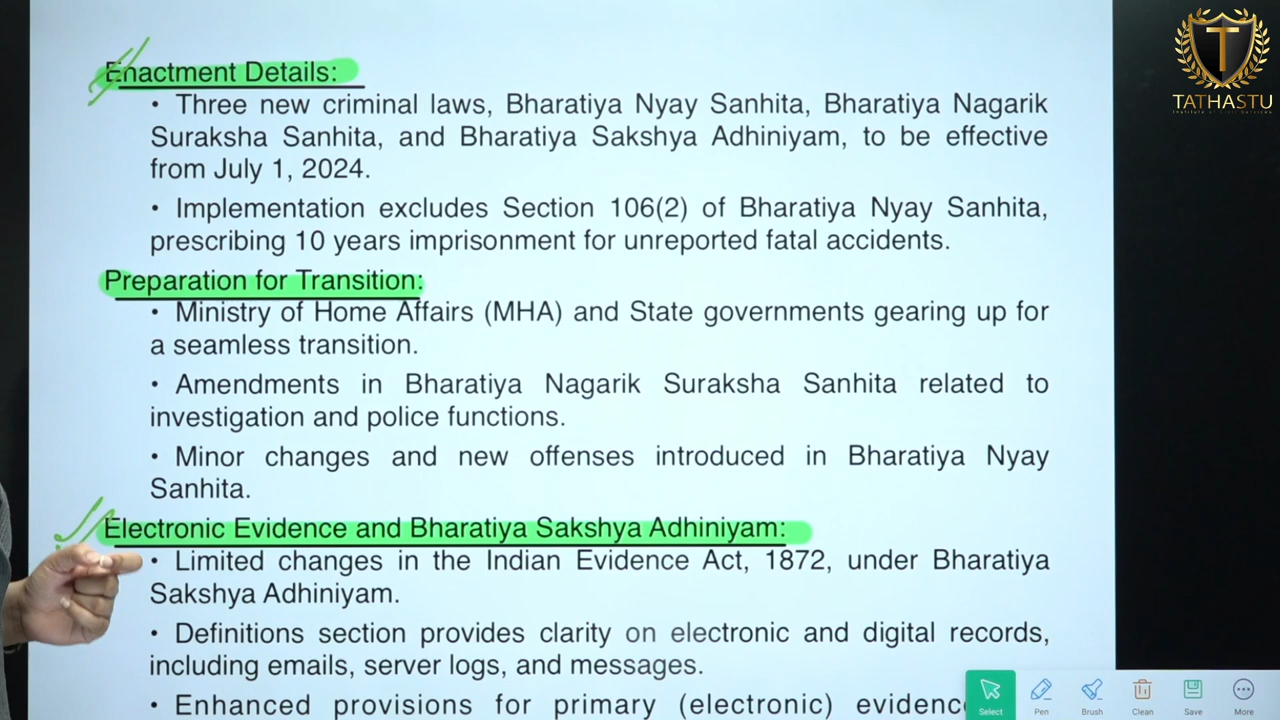 Enactment Details:
• Three new criminal laws, Bharatiya Nyay Sanhita, Bharatiya Nagarik
Suraksha Sanhita, and Bharatiya Sakshya Adhiniyam, to be effective
from July 1, 2024.
• Implementation excludes Section 106(2) of Bharatiya Nyay Sanhita,
prescribing 10 years imprisonment for unreported fatal accidents.
Preparation for Transition:
• Ministry of Home Affairs (MHA) and State governments gearing up for
a seamless transition.
• Amendments in Bharatiya Nagarik Suraksha Sanhita related to
investigation and police functions.
• Minor changes and new offenses introduced in Bharatiya Nyay
Sanhita.
Electronic Evidence and Bharatiya Sakshya Adhiniyam:
• Limited changes in the Indian Evidence Act, 1872, under Bharatiya
Sakshya Adhiniyam.
• Definitions section provides clarity on electronic and digital records,
including emails, server logs, and messages.
• Enhanced provisions for primary (electronic) evidenc
T
TATHASTU
Institute of Civil Services
Select
Pen
Brush
Clean
Save
More